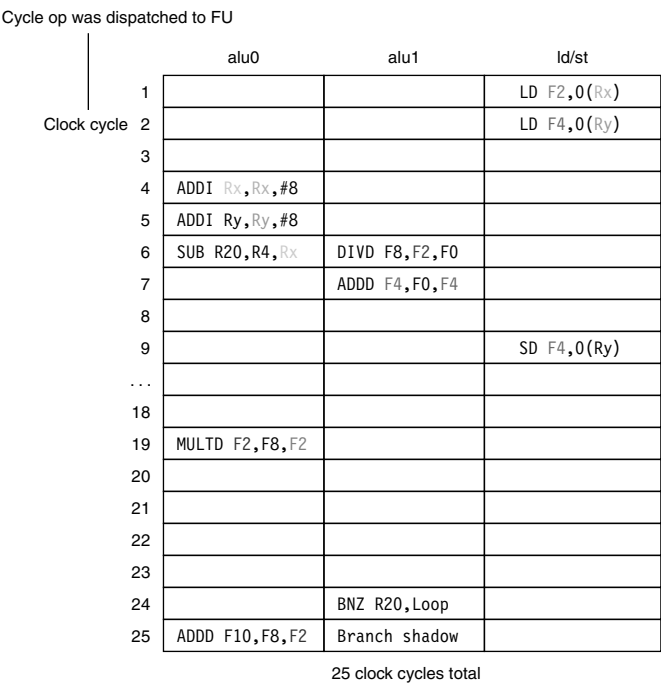 Cycle op was dispatched to FU
alu0 alu1 ld/st
1 LD F2,0(Rx)
Clock cycle 2 LD F4,0(Ry)
3
4 ADDI Rx,Rx,#8
5 ADDI Ry,Ry,#8
6 SUB R20,R4,Rx DIVD F8,F2,F0
7 ADDD F4,F0,F4
8
9 SD F4,0(Ry)
...
18
19 MULTD F2,F8,F2
20
21
22
23
24 BNZ R20,Loop
25 ADDD F10,F8,F2 Branch shadow
25 clock cycles total